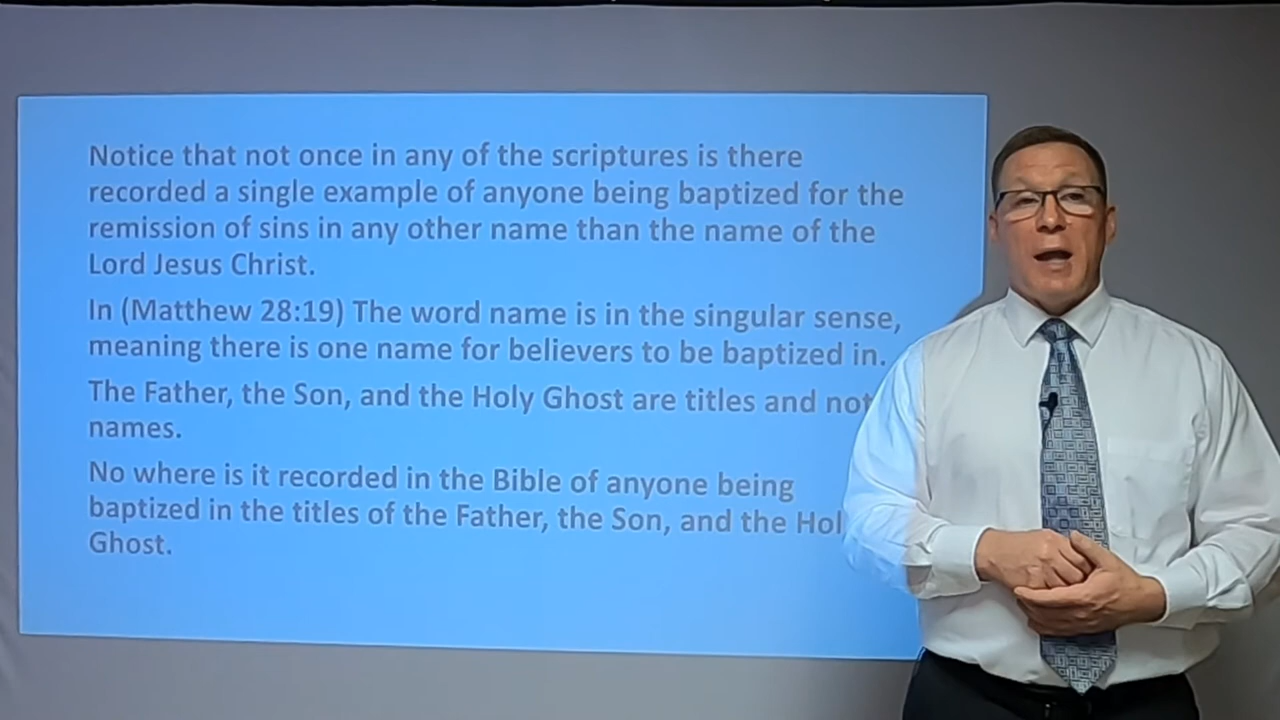 Notice that not once in any of the scriptures is there
recorded a single example of anyone being baptized for the
remission of sins in any other name than the name of the
Lord Jesus Christ.
In (Matthew 28:19) The word name is in the singular sense,
meaning there is one name for believers to be baptized in.
The Father, the Son, and the Holy Ghost are titles and not
names.
No where is it recorded in the Bible of anyone being
baptized in the titles of the Father, the Son, and the Hol
Ghost.